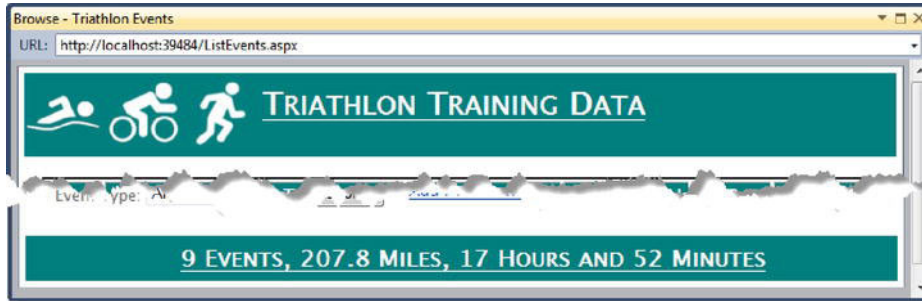 Browse - Triathlon Events
URL: http://localhost:39484/ListEvents.aspx
TRIATHLON TRAINING DATA
9 EVENTS, 207.8 MILES, 17 HOURS AND 52 MINUTES